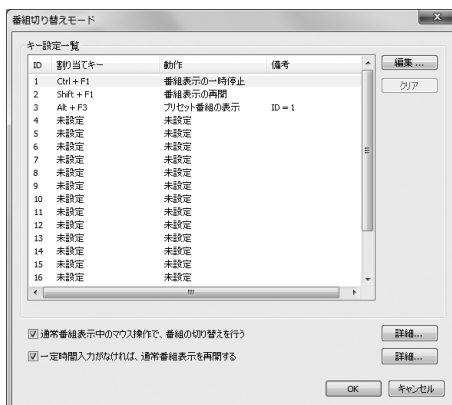 番組切り替えモード
キー設定一覧
ID 割り当てキー 動作 備考
1 Ctrl + F1 番組表示の一時停止
2 Shift + F1 番組表示の再開
3 Alt + F3 プリセット番組の表示 ID = 1
4 未設定 未設定
5 未設定 未設定
6 未設定 未設定
7 未設定 未設定
8 未設定 未設定
9 未設定 未設定
10 未設定 未設定
11 未設定 未設定
12 未設定 未設定
13 未設定 未設定
14 未設定 未設定
15 未設定 未設定
16 未設定 未設定
編集 ...
クリア
通常番組表示中のマウス操作で、番組の切り替えを行う
詳細...
一定時間入力がなければ、通常番組表示を再開する
詳細...
OK キャンセル